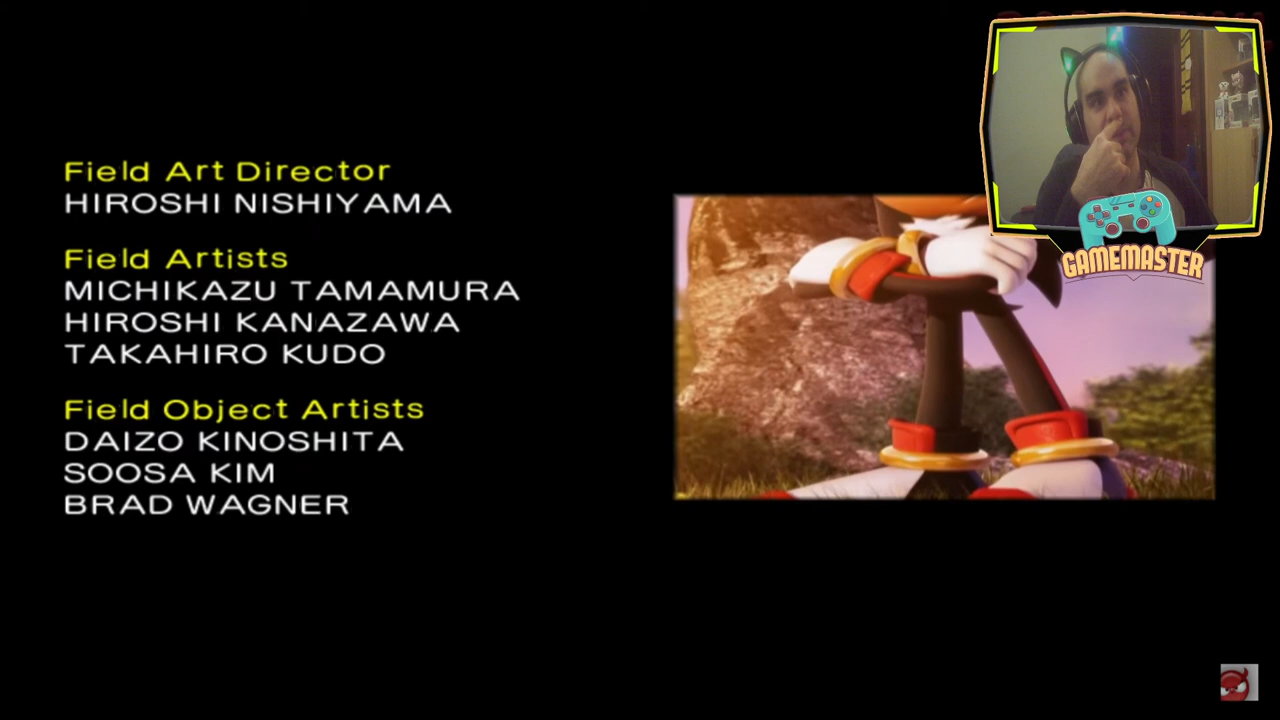 Field Art Director
HIROSHI NISHIYAMA
Field Artists
MICHIKAZU TAMAMURA
HIROSHI KANAZAWA
TAKAHIRO KUDO
Field Object Artists
DAIZO KINOSHITA
SOOSA KIM
BRAD WAGNER
GAMEMASTER